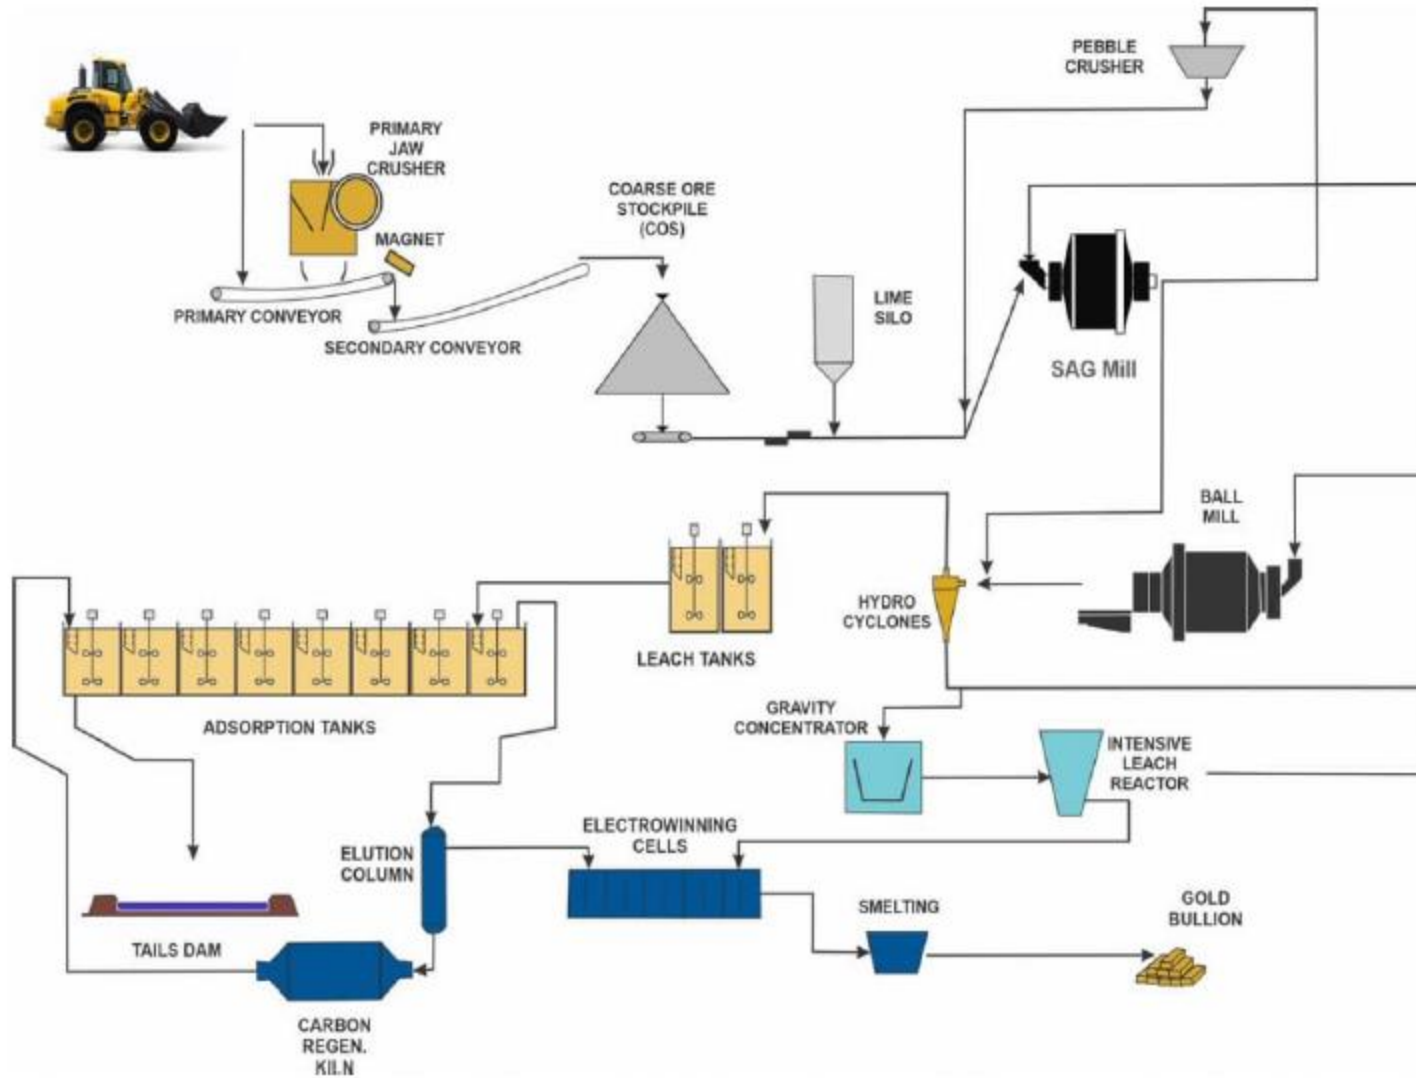 PEBBLE
CRUSHER
PRIMARY
JAW
CRUSHER
COARSE ORE
STOCKPILE
(COS)
MAGNET
PRIMARY CONVEYOR
SECONDARY CONVEYOR
LIME
SILO
SAG Mill
BALL
MILL
HYDRO
CYCLONES
LEACH TANKS
ADSORPTION TANKS
GRAVITY
CONCENTRATOR
INTENSIVE
LEACH
REACTOR
ELECTROWINNING
CELLS
ELUTION
COLUMN
SMELTING
GOLD
BULLION
TAILS DAM
CARBON
REGEN.
KILN